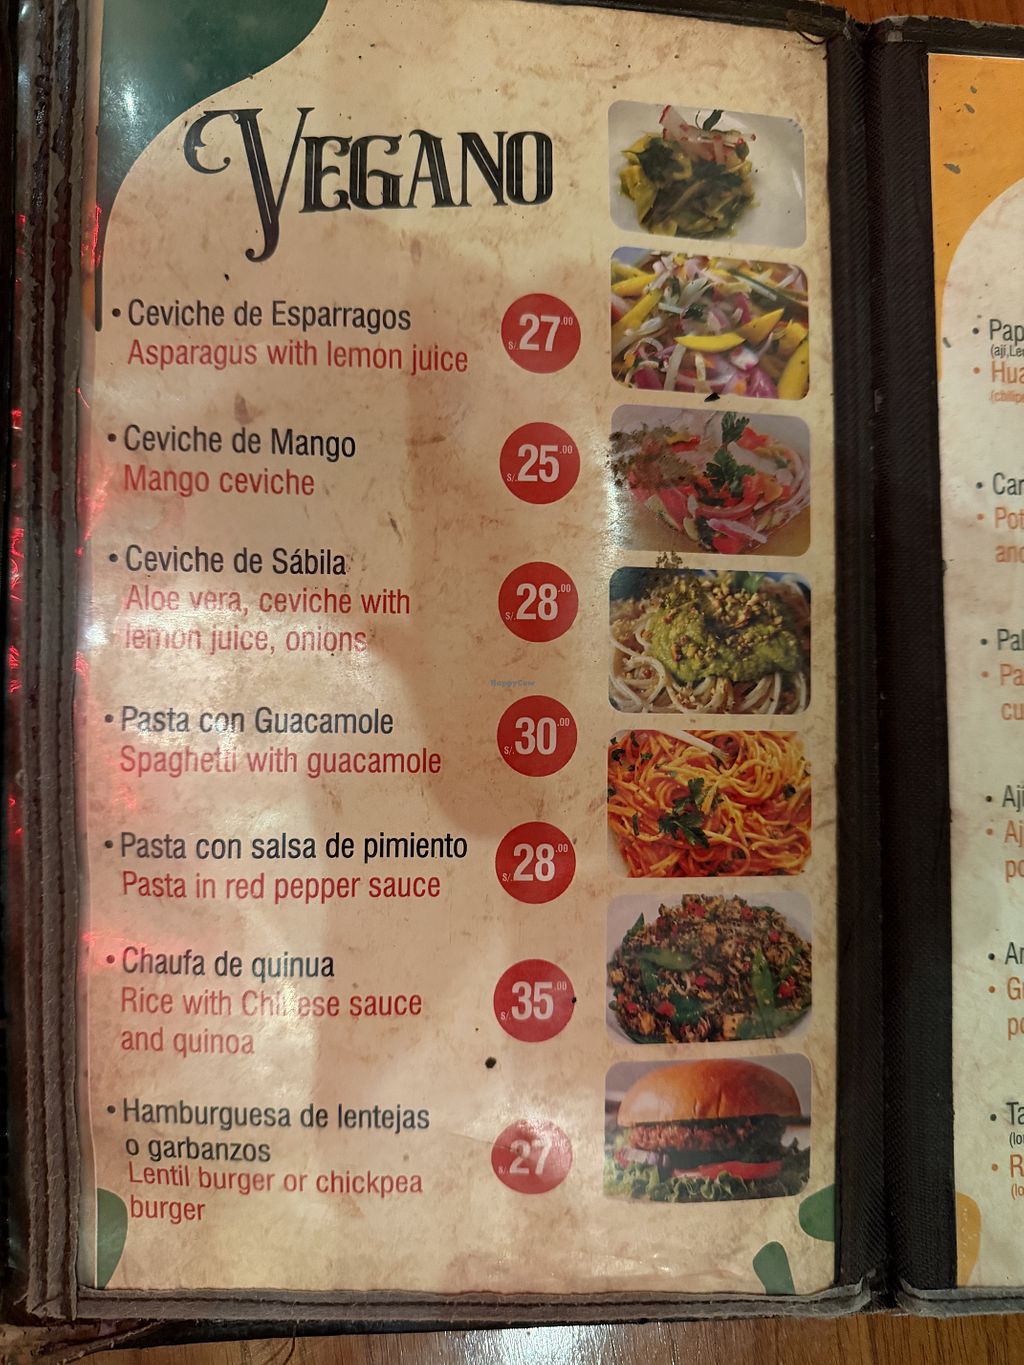 VEGANO
• Ceviche de Esparragos
Asparagus with lemon juice
S/. 27.00
• Ceviche de Mango
Mango ceviche
S/. 25.00
• Ceviche de Sábila
Aloe vera, ceviche with
lemon juice, onions
S/. 28.00
HappyCow
• Pasta con Guacamole
Spaghetti with guacamole
S/. 30.00
• Pasta con salsa de pimiento
Pasta in red pepper sauce
S/. 28.00
• Chaufa de quinua
Rice with Chinese sauce
and quinoa
S/. 35.00
• Hamburguesa de lentejas
o garbanzos
Lentil burger or chickpea
burger
S/. 27.00